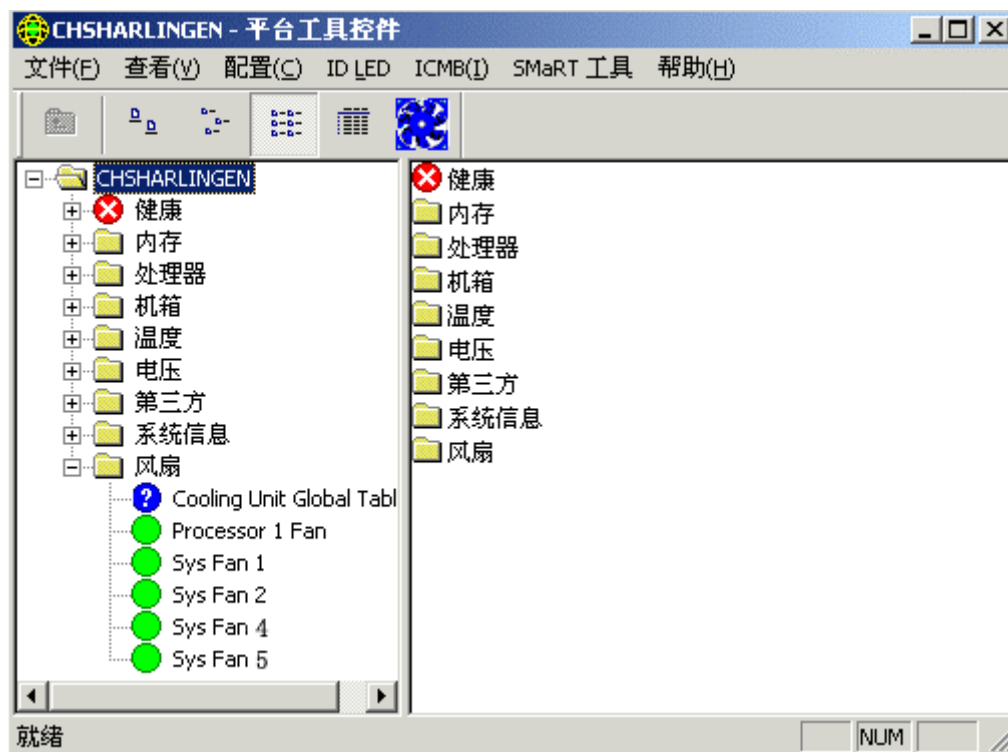 CHSHARLINGEN - 平台工具控件
文件(F) 查看(V) 配置(C) ID LED ICMB(I) SMaRT 工具 帮助(H)
CHSHARLINGEN
健康
内存
处理器
机箱
温度
电压
第三方
系统信息
风扇
Cooling Unit Global Tabl
Processor 1 Fan
Sys Fan 1
Sys Fan 2
Sys Fan 4
Sys Fan 5
健康
内存
处理器
机箱
温度
电压
第三方
系统信息
风扇
就绪
NUM